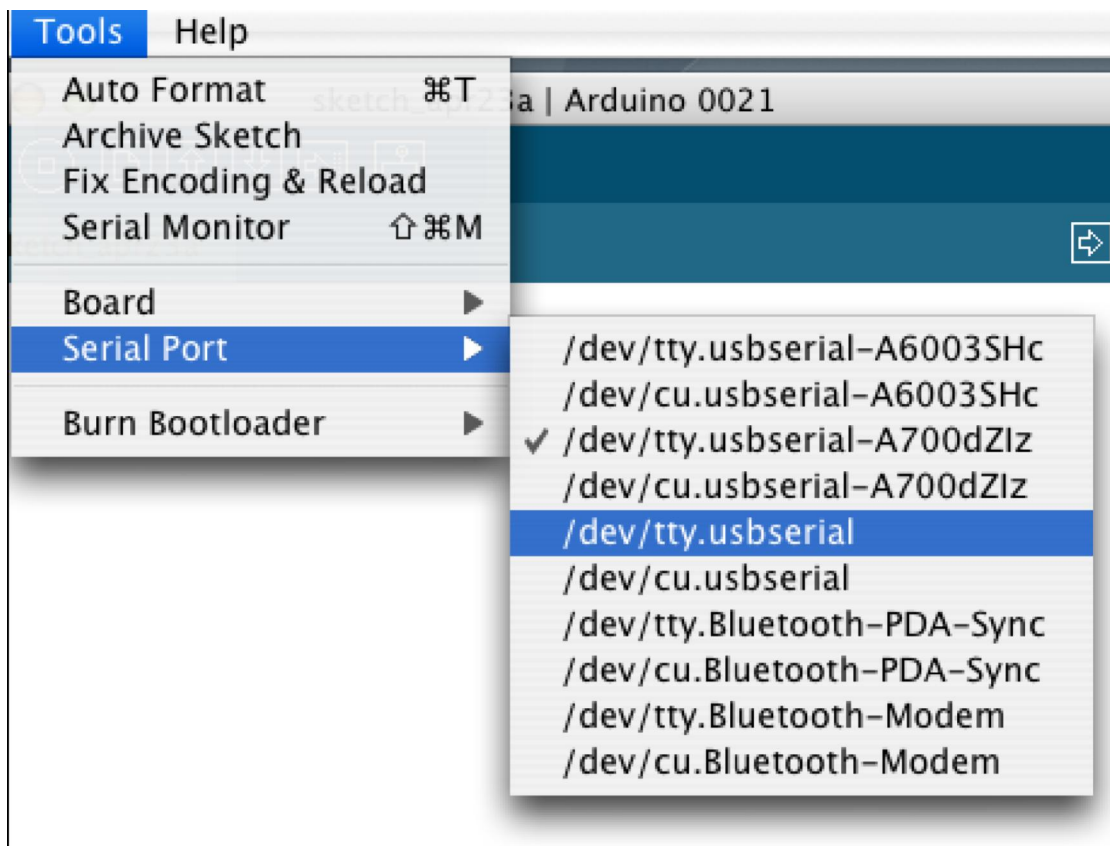 Tools Help
sketch_apr23a | Arduino 0021
Auto Format ⌘T
Archive Sketch
Fix Encoding & Reload
Serial Monitor ⇧⌘M
Board
Serial Port
Burn Bootloader
/dev/tty.usbserial-A6003SHc
/dev/cu.usbserial-A6003SHc
✓ /dev/tty.usbserial-A700dZIz
/dev/cu.usbserial-A700dZIz
/dev/tty.usbserial
/dev/cu.usbserial
/dev/tty.Bluetooth-PDA-Sync
/dev/cu.Bluetooth-PDA-Sync
/dev/tty.Bluetooth-Modem
/dev/cu.Bluetooth-Modem